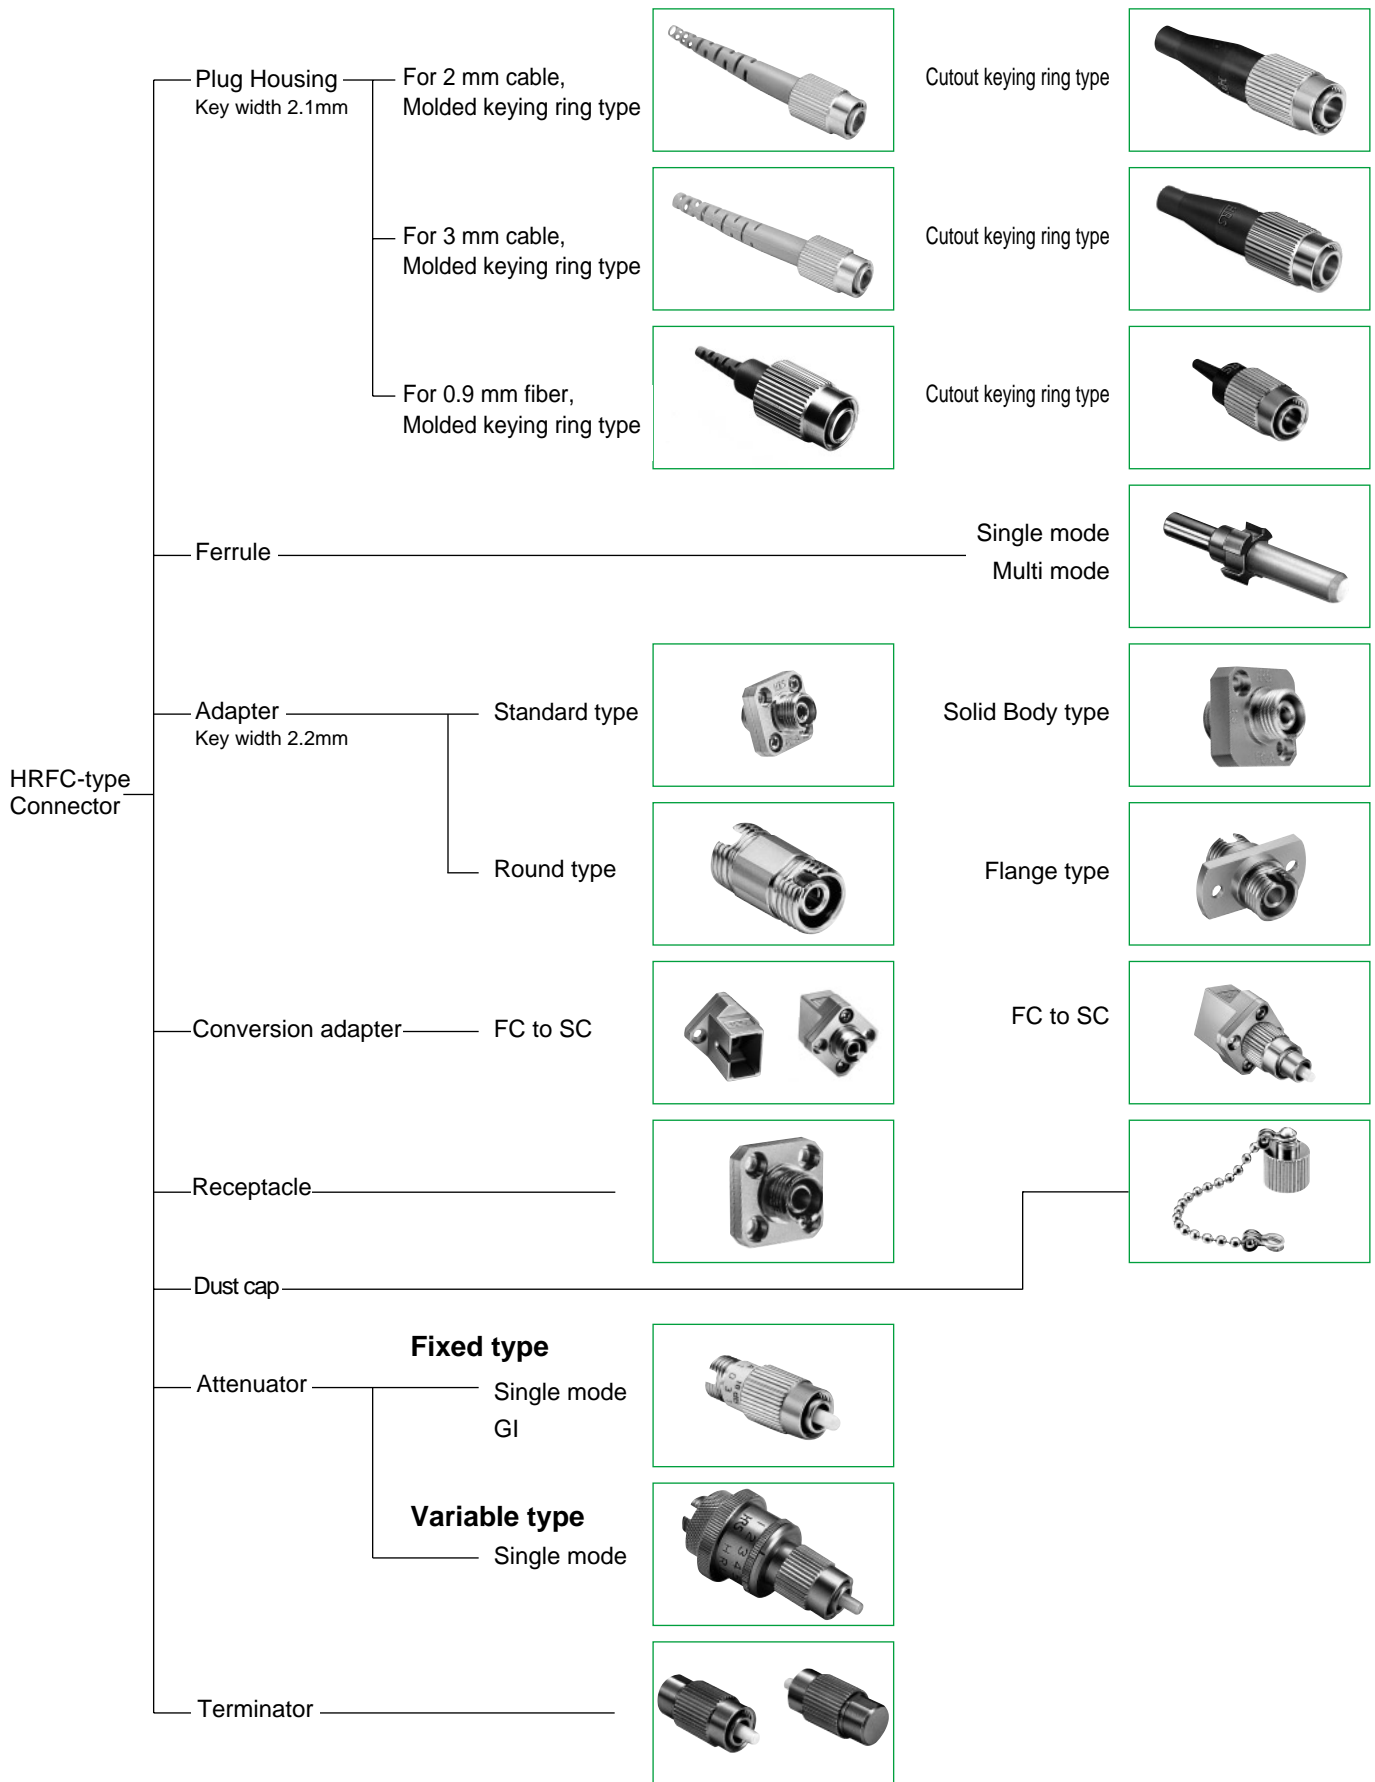 Plug Housing
Key width 2.1mm
For 2 mm cable,
Molded keying ring type
Cutout keying ring type
For 3 mm cable,
Molded keying ring type
Cutout keying ring type
For 0.9 mm fiber,
Molded keying ring type
Cutout keying ring type
Ferrule
Single mode
Multi mode
Adapter
Key width 2.2mm
Standard type
Solid Body type
HRFC-type
Connector
Round type
Flange type
Conversion adapter
FC to SC
FC to SC
Receptacle
Dust cap
Attenuator
Fixed type
Single mode
GI
Variable type
Single mode
Terminator